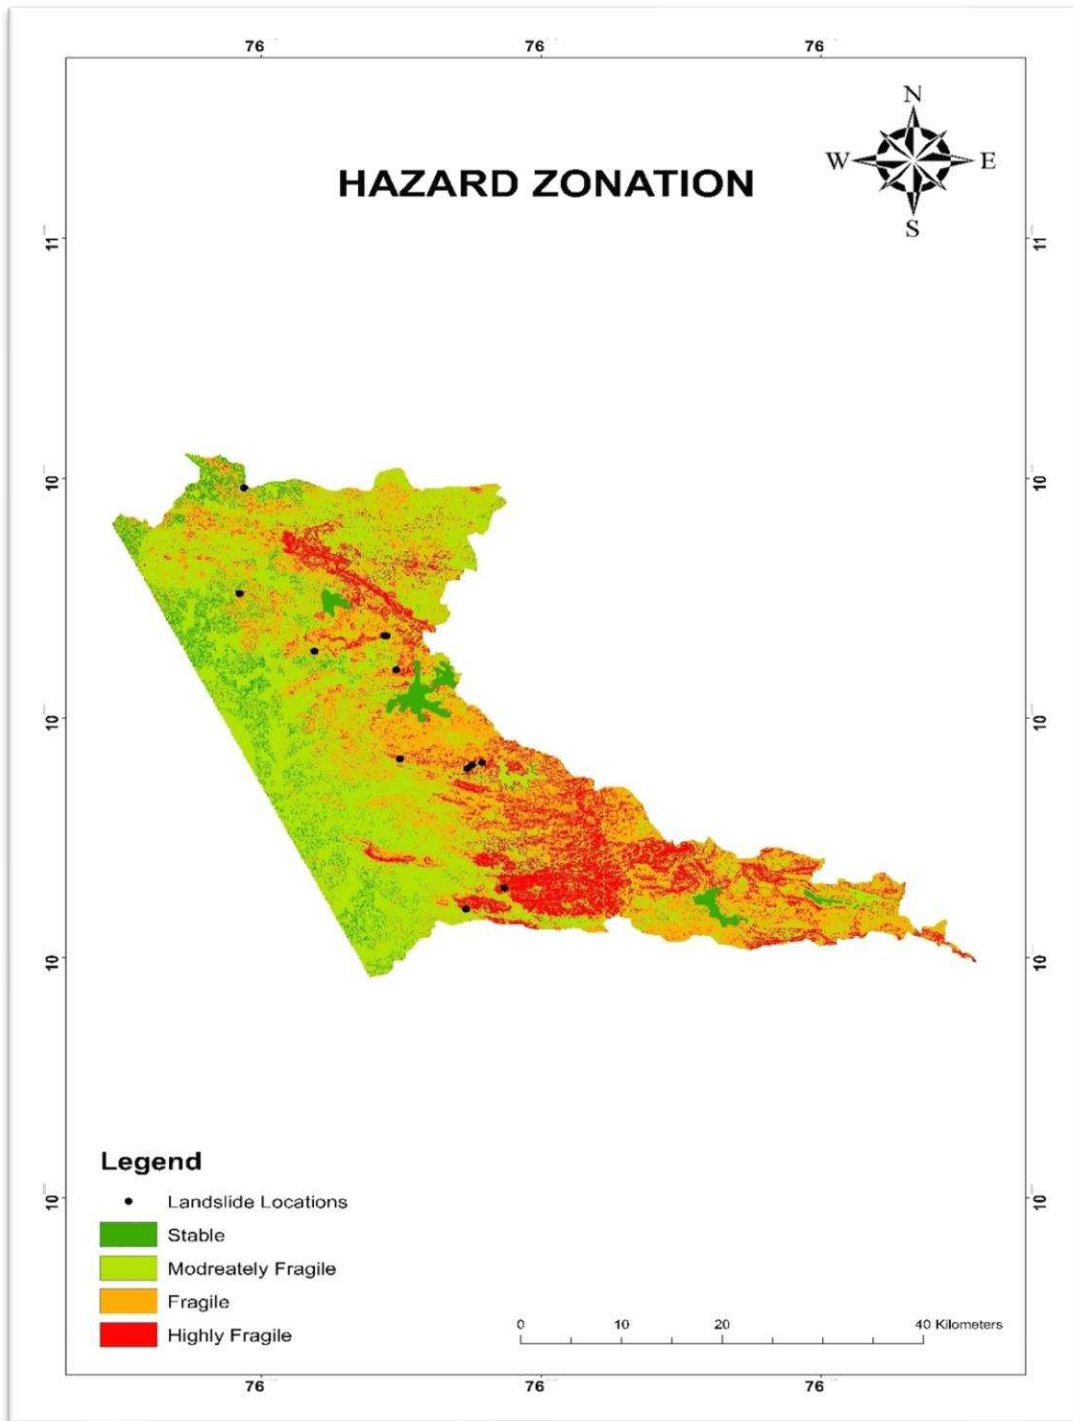 76 76 76
N
W E
S
HAZARD ZONATION
11 11
10 10
10 10
10 10
Legend
Landslide Locations
10 10
Stable
Modreately Fragile
Fragile
Highly Fragile
0 10 20 40 Kilometers
76 76 76